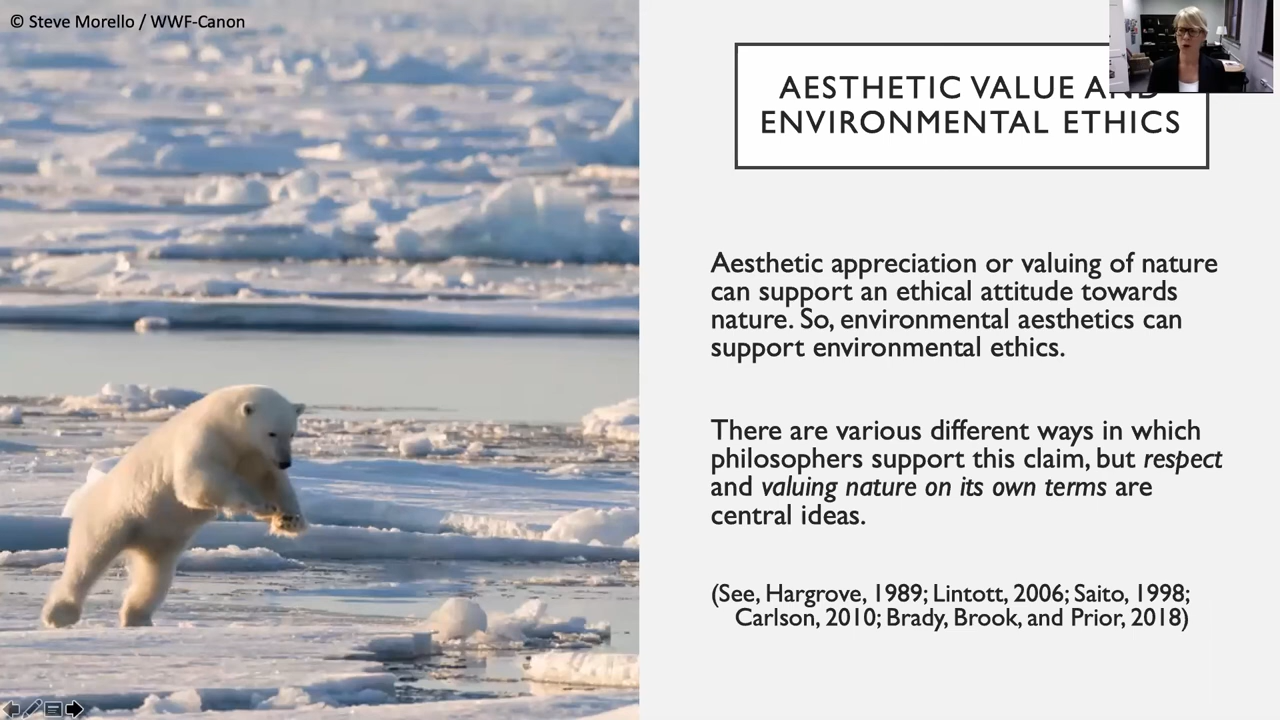 © Steve Morello / WWF-Canon
AESTHETIC VALUE AND
ENVIRONMENTAL ETHICS
Aesthetic appreciation or valuing of nature
can support an ethical attitude towards
nature. So, environmental aesthetics can
support environmental ethics.
There are various different ways in which
philosophers support this claim, but respect
and valuing nature on its own terms are
central ideas.
(See, Hargrove, 1989; Lintott, 2006; Saito, 1998;
Carlson, 2010; Brady, Brook, and Prior, 2018)